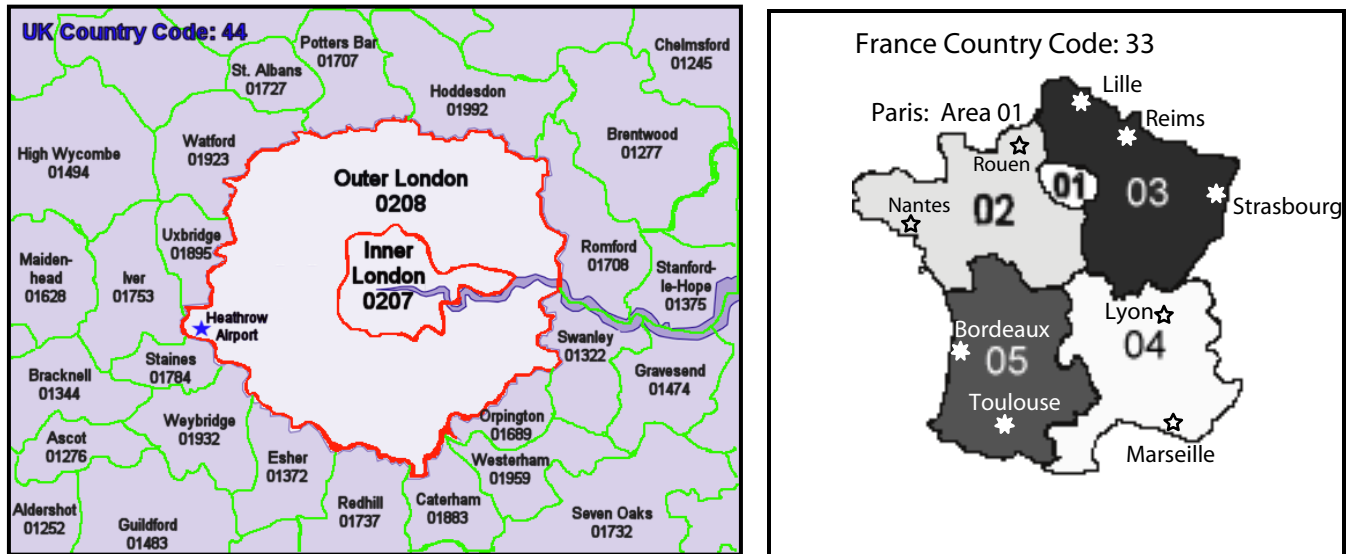 UK Country Code: 44
Potters Bar
01707
Chelmsford
01245
St. Albans
01727
Hoddesdon
01992
Brentwood
01277
Watford
01923
High Wycombe
01494
Outer London
0208
Uxbridge
01895
Inner
London
0207
Romford
01708
Maiden-
head
01628
Iver
01753
Stanford-
le-Hope
01375
Heathrow
Airport
Swanley
01322
Staines
01784
Gravesend
01474
Bracknell
01344
Weybridge
01932
Orpington
01689
Ascot
01276
Esher
01372
Westerham
01959
Redhill
01737
Caterham
01883
Aldershot
01252
Guildford
01483
Seven Oaks
01732
France Country Code: 33
Lille
Paris: Area 01
Reims
Rouen
01
03
Nantes
02
Strasbourg
Lyon
04
Bordeaux
05
Toulouse
Marseille